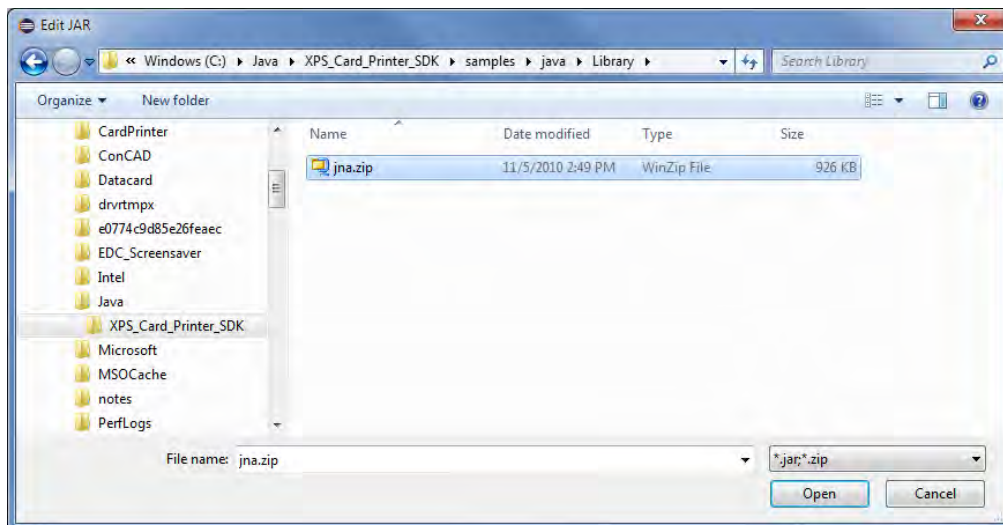 Edit JAR
« Windows (C:) ▸ Java ▸ XPS_Card_Printer_SDK ▸ samples ▸ java ▸ Library ▸
Search Library
Organize ▾ New folder
Name Date modified Type Size
jna.zip 11/5/2010 2:49 PM WinZip File 926 KB
CardPrinter
ConCAD
Datacard
drvrtmpx
e0774c9d85e26feaec
EDC_Screensaver
Intel
Java
XPS_Card_Printer_SDK
Microsoft
MSOCache
notes
PerfLogs
File name: jna.zip
*.jar;*.zip
Open Cancel